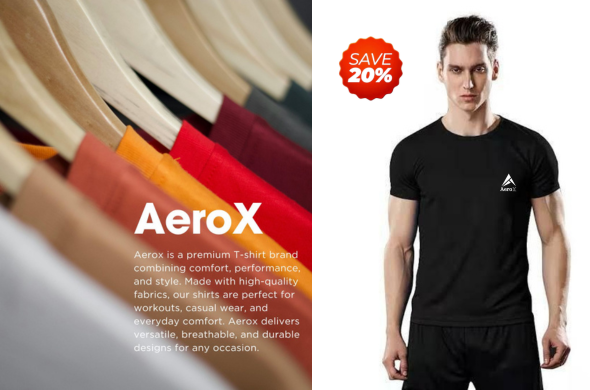 AeroX
Aerox is a premium T-shirt brand
combining comfort, performance,
and style. Made with high-quality
fabrics, our shirts are perfect for
workouts, casual wear, and
everyday comfort. Aerox delivers
versatile, breathable, and durable
designs for any occasion.
SAVE
20%
AeroX